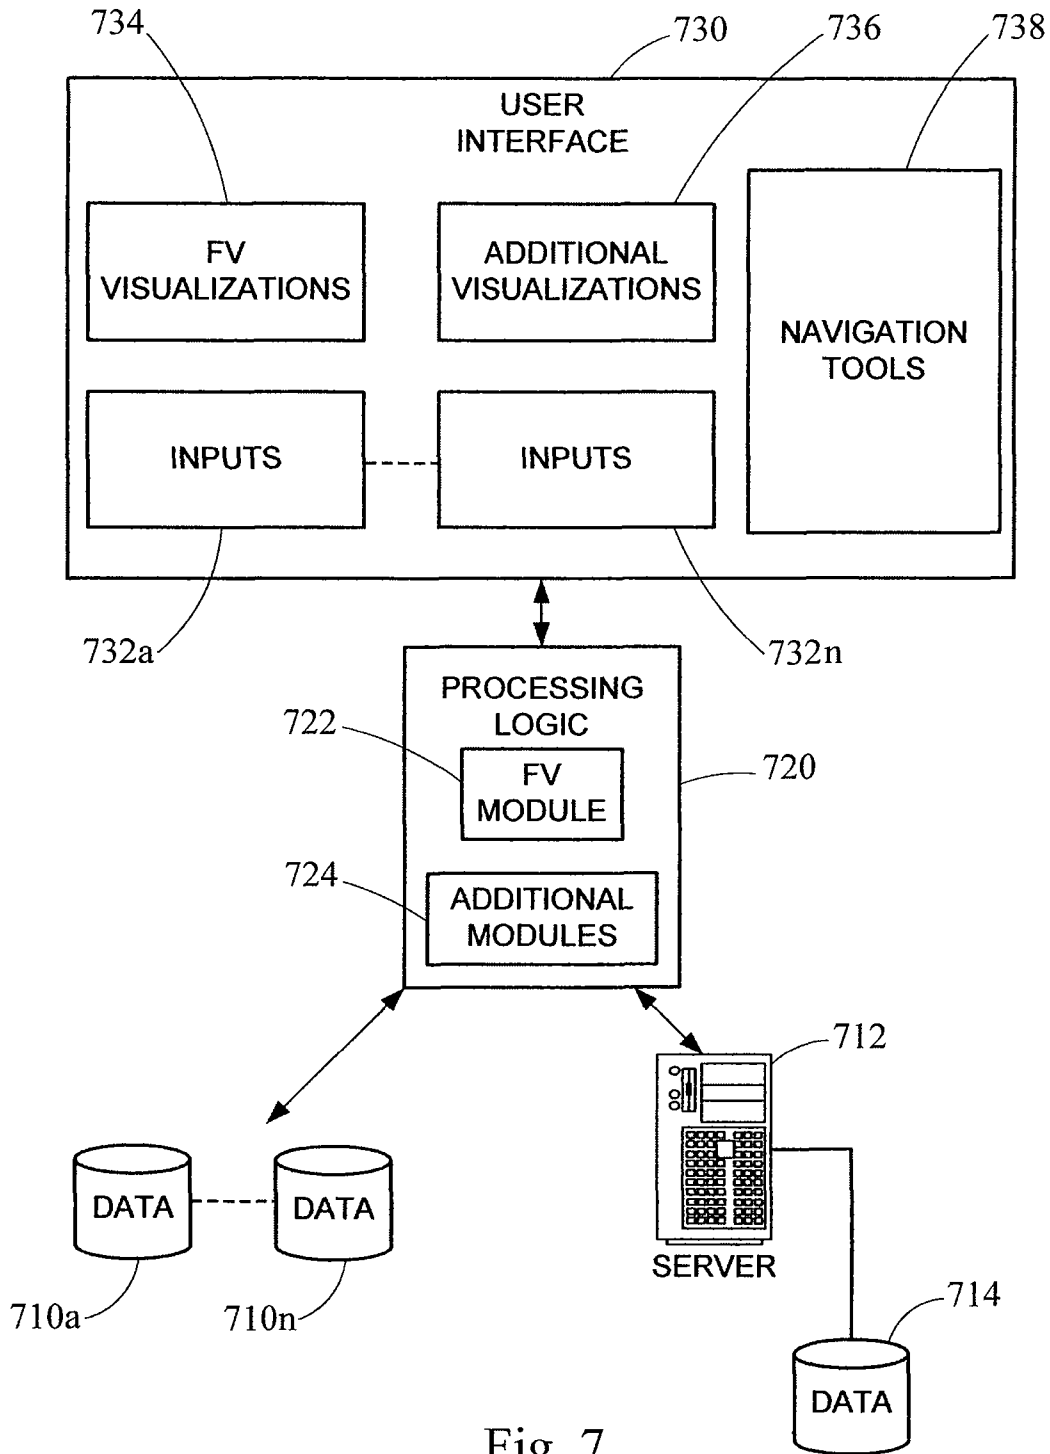 734
730
736
738
USER
INTERFACE
FV
VISUALIZATIONS
ADDITIONAL
VISUALIZATIONS
NAVIGATION
TOOLS
INPUTS
INPUTS
732a
732n
PROCESSING
LOGIC
722
FV
MODULE
720
724
ADDITIONAL
MODULES
712
DATA
DATA
SERVER
710a
710n
714
DATA
Fig. 7